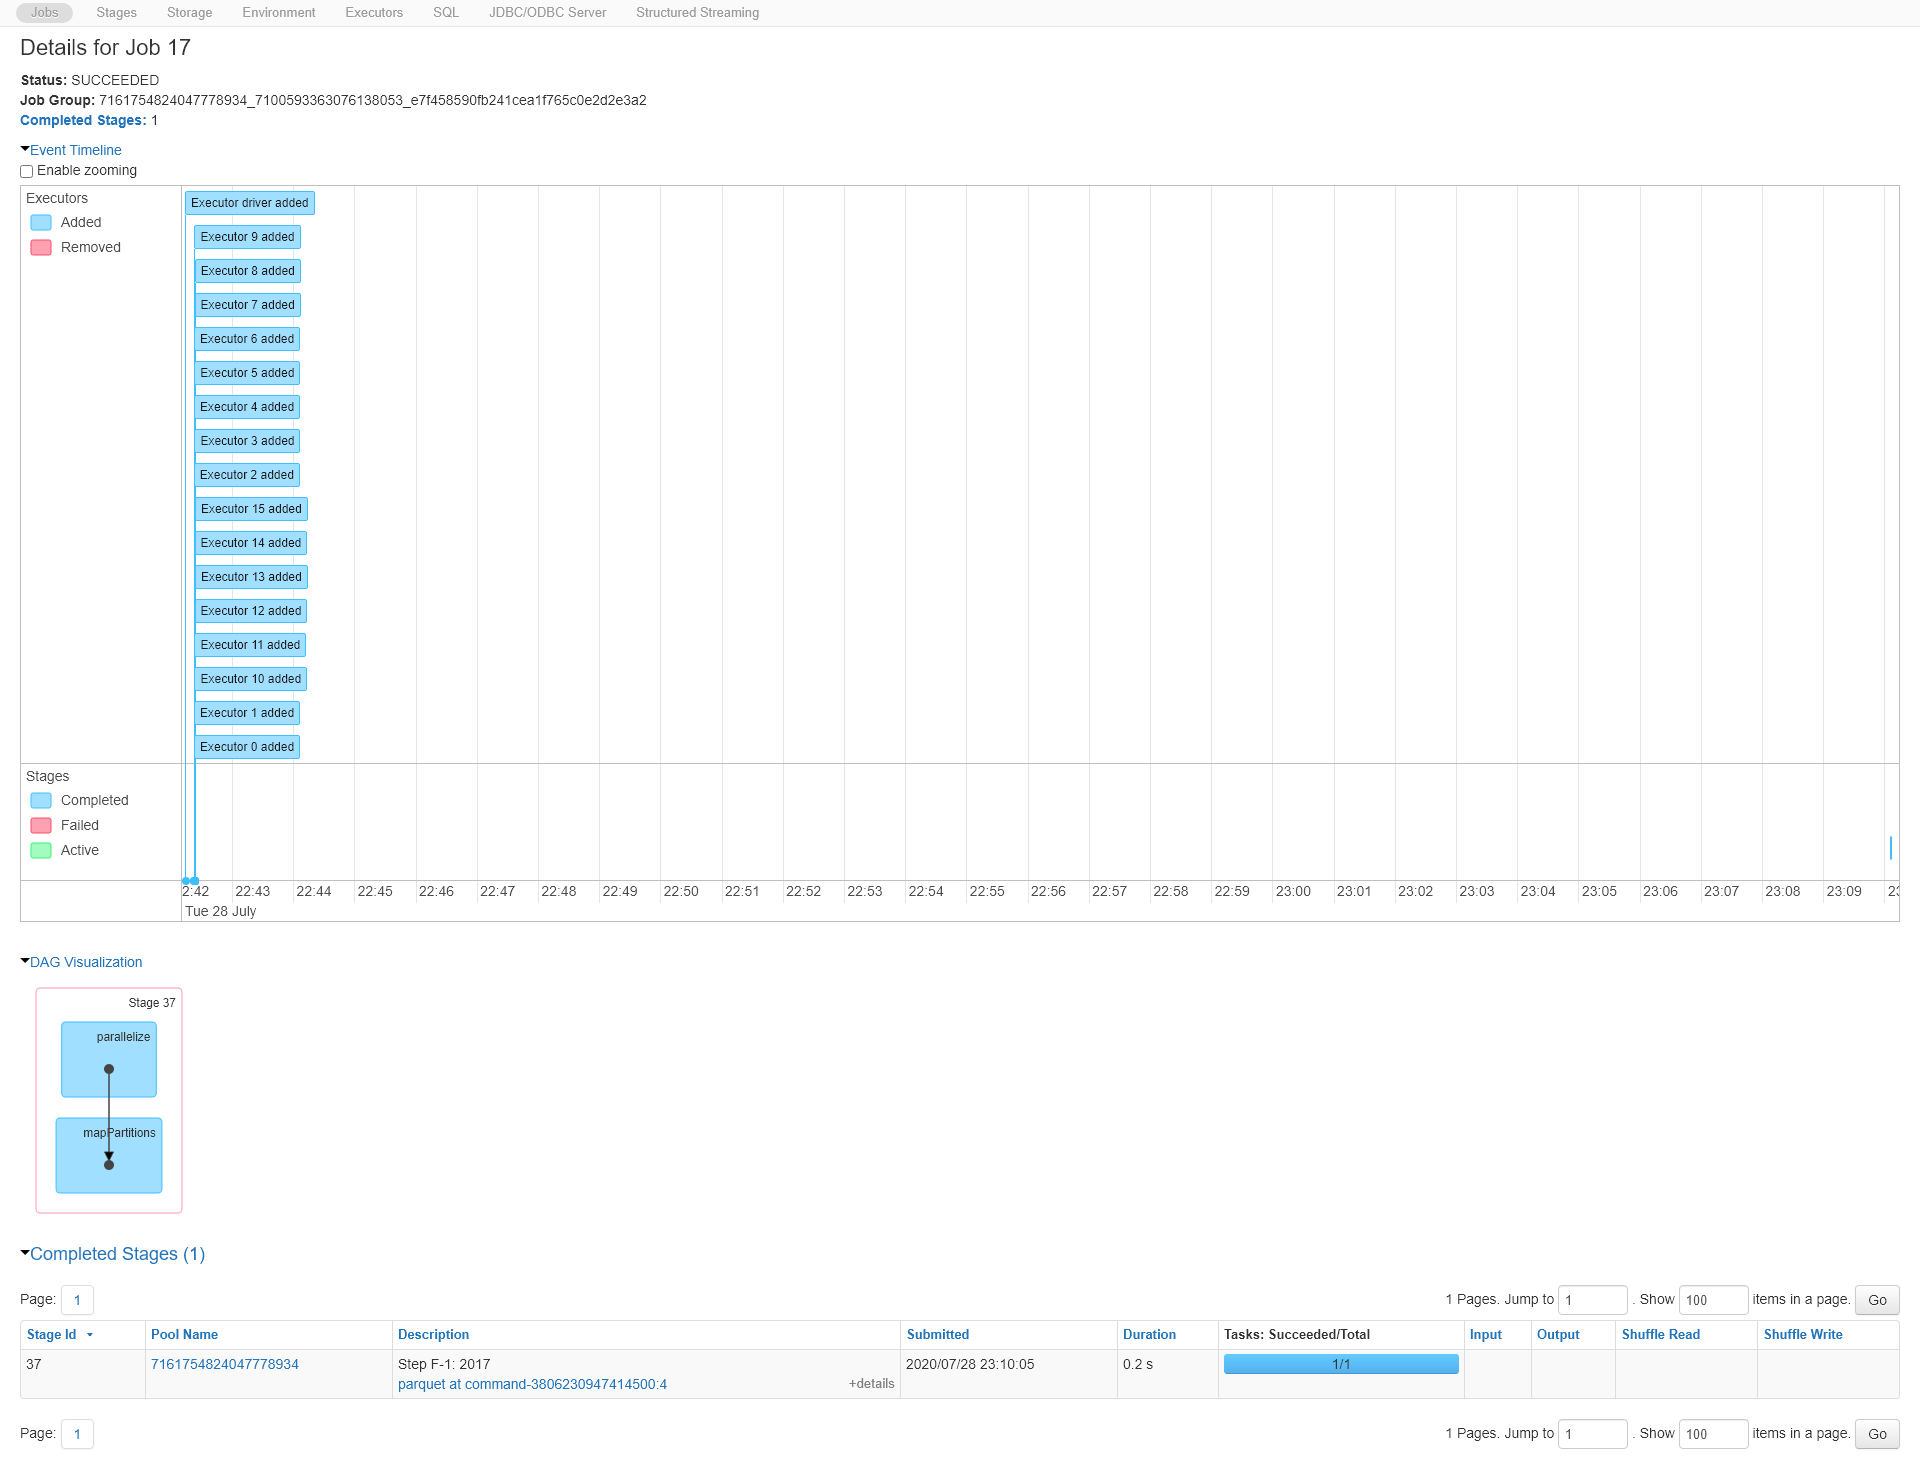 Jobs Stages Storage Environment Executors SQL JDBC/ODBC Server Structured Streaming
Details for Job 17
Status: SUCCEEDED
Job Group: 7161754824047778934_7100593363076138053_e7f458590fb241cea1f765c0e2d2e3a2
Completed Stages: 1
Event Timeline
Enable zooming
Executors
Added
Removed
Executor driver added
Executor 9 added
Executor 8 added
Executor 7 added
Executor 6 added
Executor 5 added
Executor 4 added
Executor 3 added
Executor 2 added
Executor 15 added
Executor 14 added
Executor 13 added
Executor 12 added
Executor 11 added
Executor 10 added
Executor 1 added
Executor 0 added
Stages
Completed
Failed
Active
2:42 22:43 22:44 22:45 22:46 22:47 22:48 22:49 22:50 22:51 22:52 22:53 22:54 22:55 22:56 22:57 22:58 22:59 23:00 23:01 23:02 23:03 23:04 23:05 23:06 23:07 23:08 23:09
Tue 28 July
DAG Visualization
Stage 37
parallelize
mapPartitions
Completed Stages (1)
Page: 1 1 Pages. Jump to 1 . Show 100 items in a page. Go
Stage Id Pool Name Description Submitted Duration Tasks: Succeeded/Total Input Output Shuffle Read Shuffle Write
37 7161754824047778934 Step F-1: 2017 2020/07/28 23:10:05 0.2 s 1/1
parquet at command-3806230947414500:4 +details
Page: 1 1 Pages. Jump to 1 . Show 100 items in a page. Go